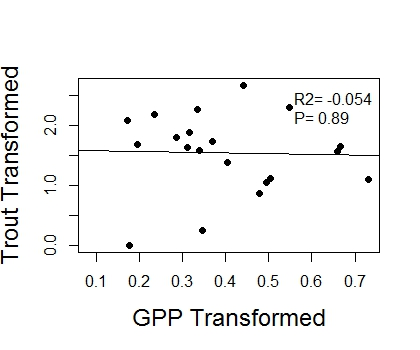 R2= -0.054
P= 0.89
Trout Transformed
0.0 1.0 2.0
0.1 0.2 0.3 0.4 0.5 0.6 0.7
GPP Transformed